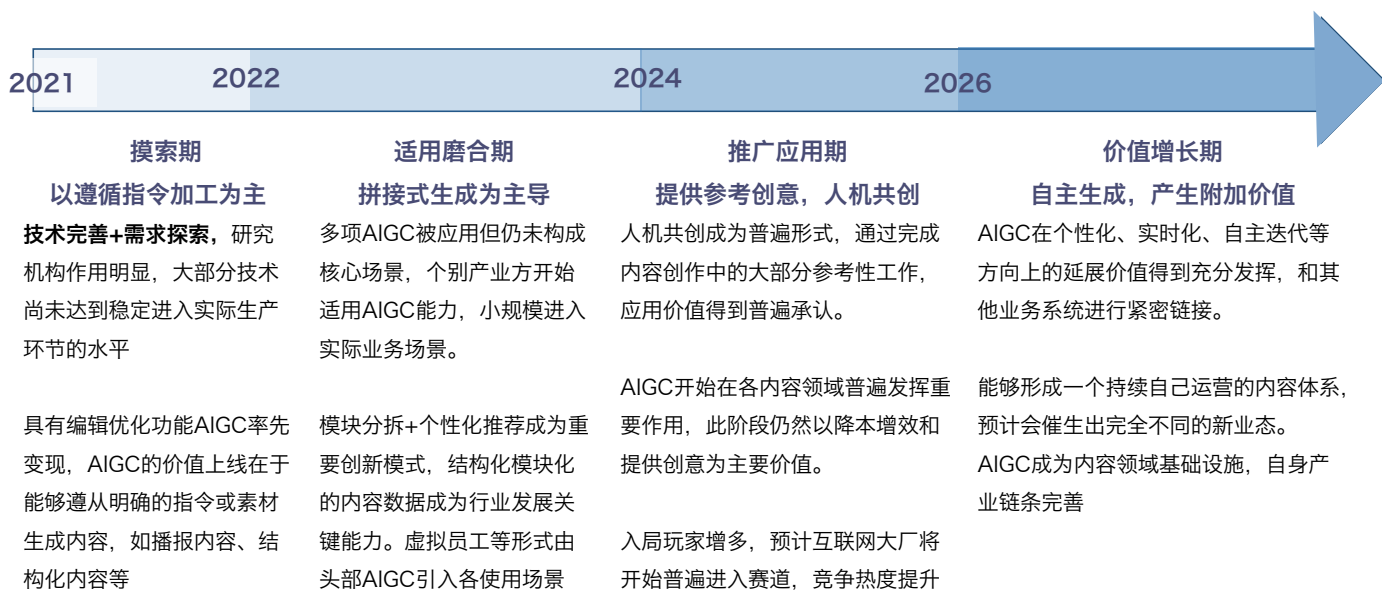 2021
2022
2024
2026
摸索期
以遵循指令加工为主
技术完善+需求探索，研究
机构作用明显，大部分技术
尚未达到稳定进入实际生产
环节的水平
具有编辑优化功能AIGC率先
变现，AIGC的价值上线在于
能够遵从明确的指令或素材
生成内容，如播报内容、结
构化内容等
适用磨合期
拼接式生成为主导
多项AIGC被应用但仍未构成
核心场景，个别产业方开始
适用AIGC能力，小规模进入
实际业务场景。
模块分拆+个性化推荐成为重
要创新模式，结构化模块化
的内容数据成为行业发展关
键能力。虚拟员工等形式由
头部AIGC引入各使用场景
推广应用期
提供参考创意，人机共创
人机共创成为普遍形式，通过完成
内容创作中的大部分参考性工作，
应用价值得到普遍承认。
AIGC开始在各内容领域普遍发挥重
要作用，此阶段仍然以降本增效和
提供创意为主要价值。
入局玩家增多，预计互联网大厂将
开始普遍进入赛道，竞争热度提升
价值增长期
自主生成，产生附加价值
AIGC在个性化、实时化、自主迭代等
方向上的延展价值得到充分发挥，和其
他业务系统进行紧密链接。
能够形成一个持续自己运营的内容体系，
预计会催生出完全不同的新业态。
AIGC成为内容领域基础设施，自身产
业链条完善